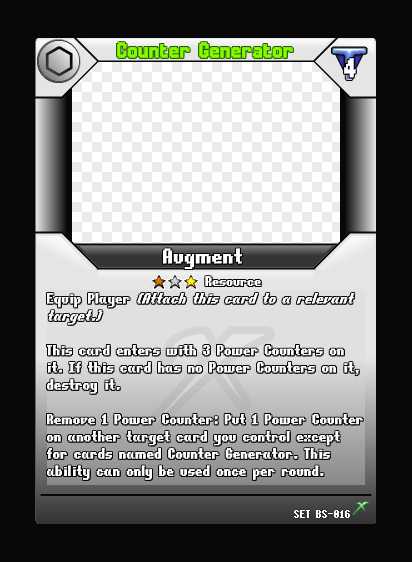 Counter Generator
4
Augment
Resource
Equip Player (Attach this card to a relevant
target.)
This card enters with 3 Power Counters on
it. If this card has no Power Counters on it,
destroy it.
Remove 1 Power Counter: Put 1 Power Counter
on another target card you control except
for cards named Counter Generator. This
ability can only be used once per round.
SET BS-016